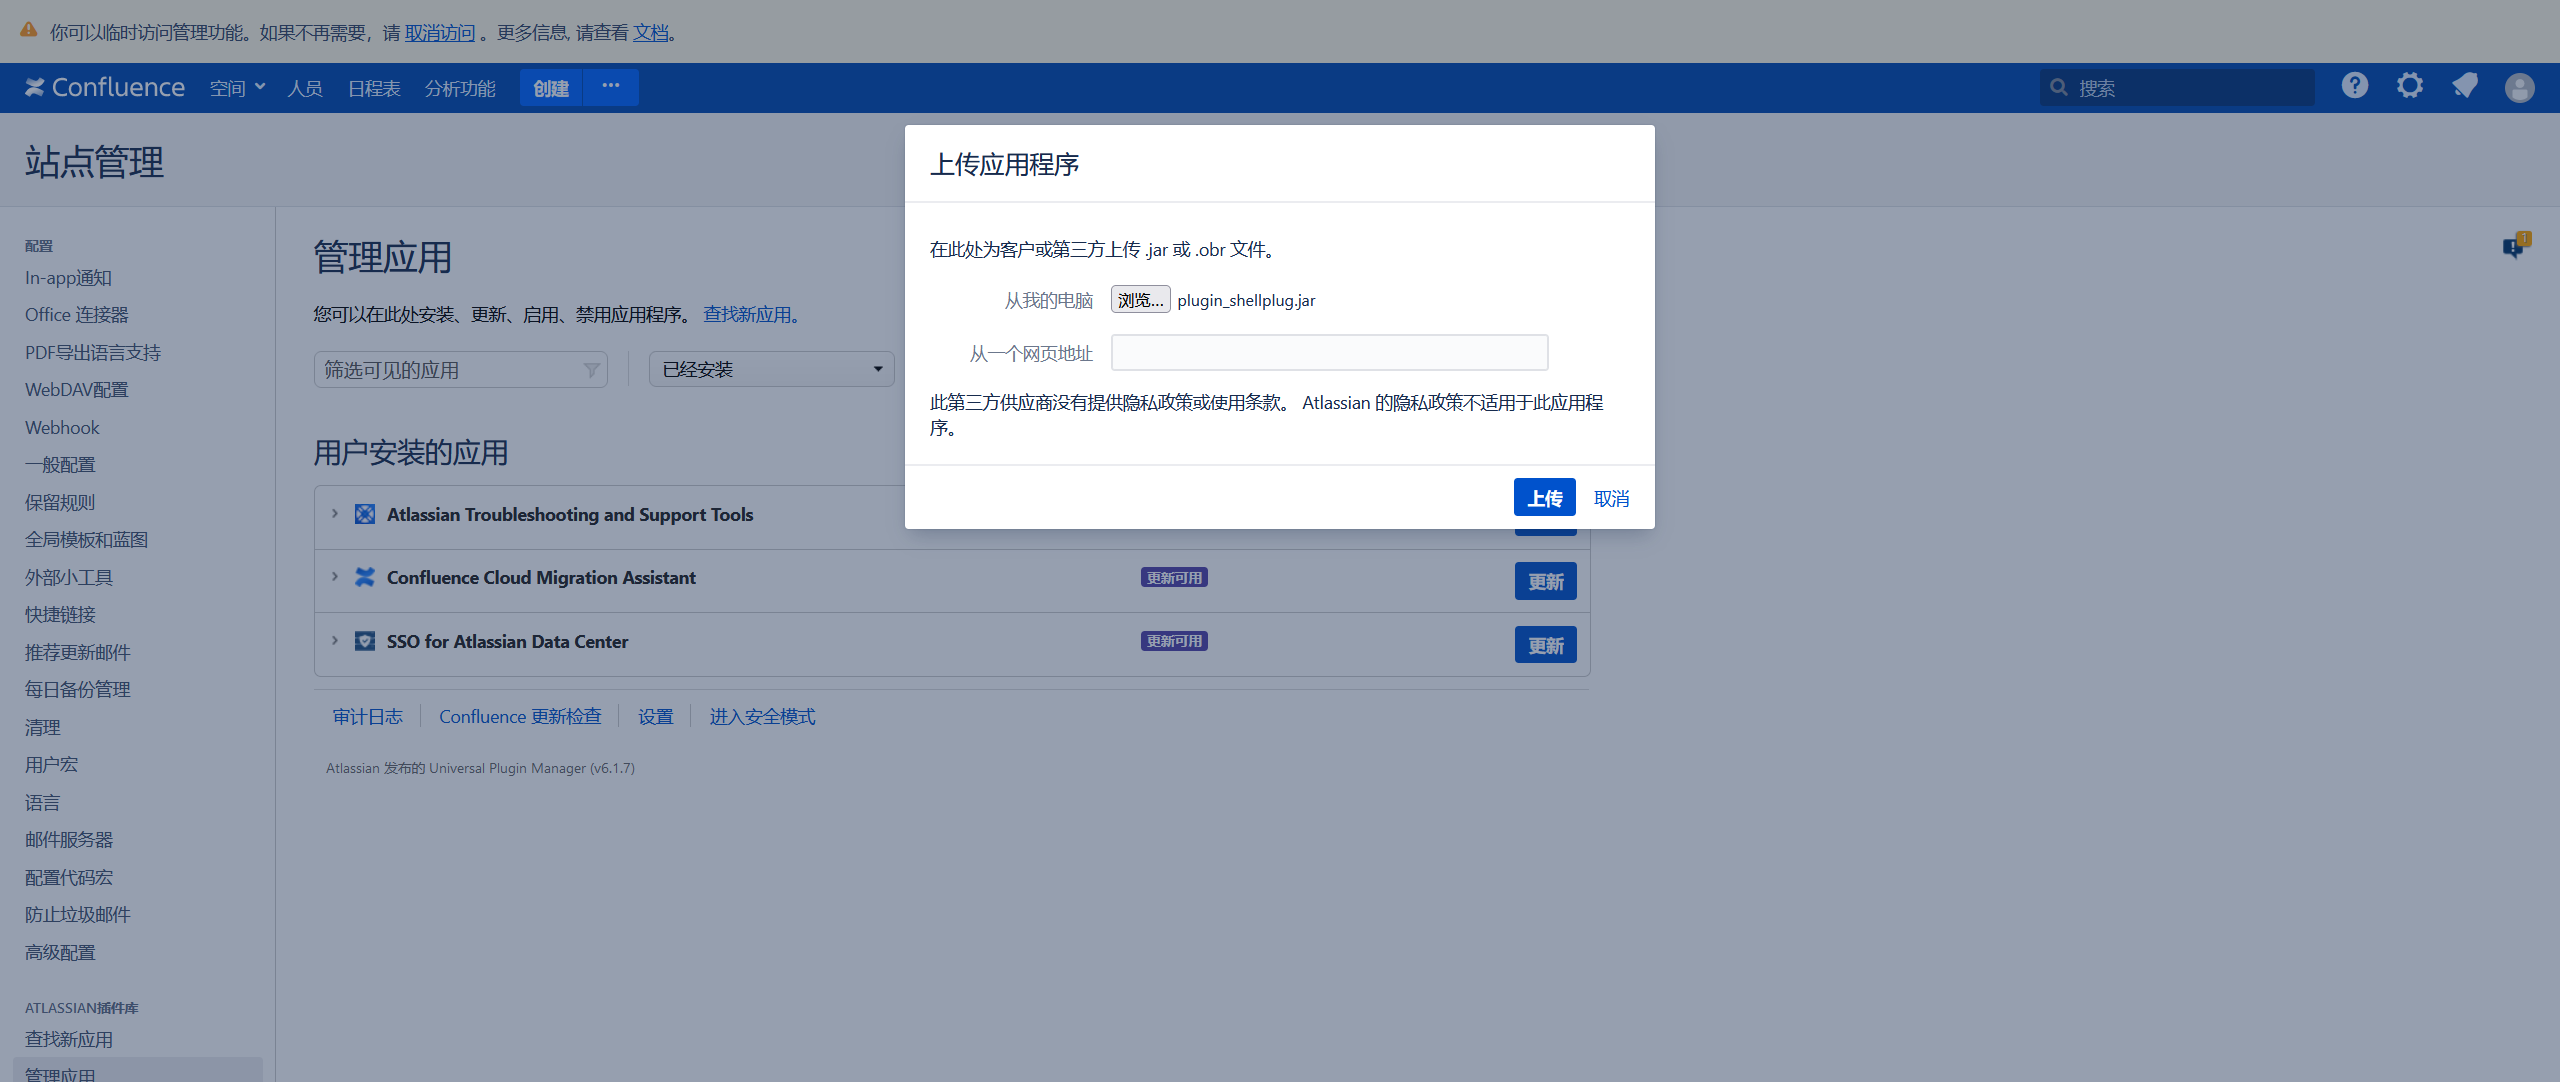 你可以临时访问管理功能。如果不再需要，请 取消访问 。更多信息, 请查看 文档。
Confluence 空间 人员 日程表 分析功能 创建 ··· 搜索
站点管理
上传应用程序
在此处为客户或第三方上传 .jar 或 .obr 文件。
从我的电脑 浏览... plugin_shellplug.jar
从一个网页地址
此第三方供应商没有提供隐私政策或使用条款。 Atlassian 的隐私政策不适用于此应用程
序。
上传 取消
配置
In-app通知
Office 连接器
PDF导出语言支持
WebDAV配置
Webhook
一般配置
保留规则
全局模板和蓝图
外部小工具
快捷链接
推荐更新邮件
每日备份管理
清理
用户宏
语言
邮件服务器
配置代码宏
防止垃圾邮件
高级配置
ATLASSIAN插件库
查找新应用
管理应用
管理应用
您可以在此处安装、更新、启用、禁用应用程序。 查找新应用。
筛选可见的应用 已经安装
用户安装的应用
Atlassian Troubleshooting and Support Tools
Confluence Cloud Migration Assistant 更新可用 更新
SSO for Atlassian Data Center 更新可用 更新
审计日志 Confluence 更新检查 设置 进入安全模式
Atlassian 发布的 Universal Plugin Manager (v6.1.7)
1